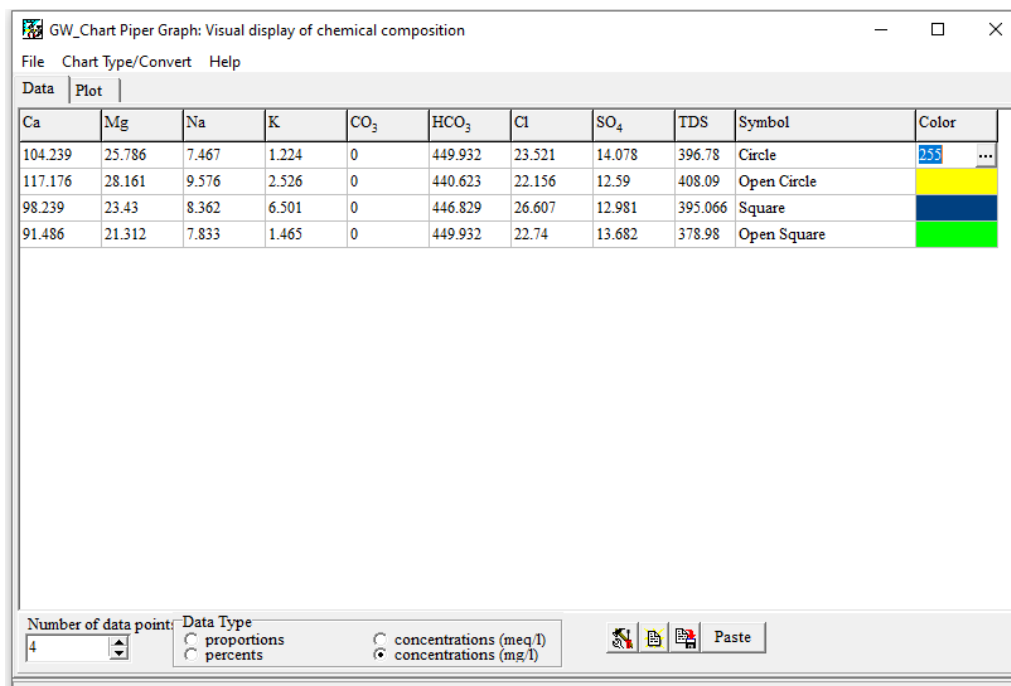 GW_Chart Piper Graph: Visual display of chemical composition
File Chart Type/Convert Help
Data Plot
Ca Mg Na K CO3 HCO3 Cl SO4 TDS Symbol Color
104.239 25.786 7.467 1.224 0 449.932 23.521 14.078 396.78 Circle 255 ...
117.176 28.161 9.576 2.526 0 440.623 22.156 12.59 408.09 Open Circle
98.239 23.43 8.362 6.501 0 446.829 26.607 12.981 395.066 Square
91.486 21.312 7.833 1.465 0 449.932 22.74 13.682 378.98 Open Square
Number of data points Data Type
4 proportions concentrations (meq/l)
percents concentrations (mg/l)
Paste